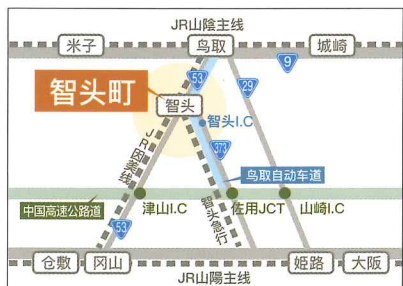 JR山陰主线
米子
鸟取
城崎
9
53
29
智头町
智头
智头I.C
JR因美线
373
鸟取自动车道
中国高速公路道
津山I.C
佐用JCT
山崎I.C
智头急行
53
仓敷
冈山
姬路
大阪
JR山陽主线